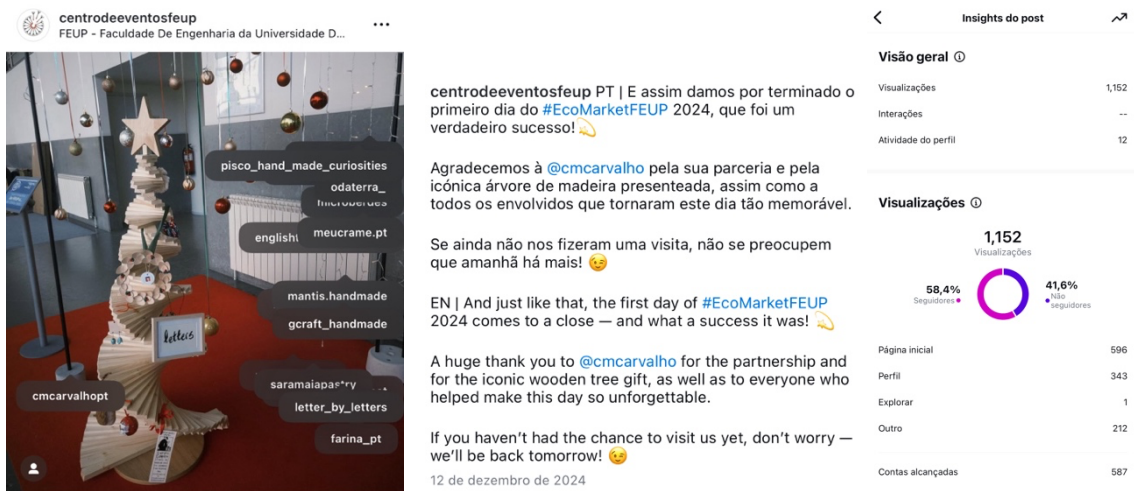 centrodeeventosfeup
FEUP - Faculdade De Engenharia da Universidade D...
pisco_hand_made_curiosities
odaterra_
microberdes
meucrame.pt
mantis.handmade
gcraft_handmade
letters
saramaiapastry
cmcarvalhopt
letter_by_letters
farina_pt
centrodeeventosfeup PT | E assim damos por terminado o
primeiro dia do #EcoMarketFEUP 2024, que foi um
verdadeiro sucesso!💫
Agradecemos à @cmcarvalho pela sua parceria e pela
icónica árvore de madeira presenteada, assim como a
todos os envolvidos que tornaram este dia tão memorável.
Se ainda não nos fizeram uma visita, não se preocupem
que amanhã há mais! 😉
EN | And just like that, the first day of #EcoMarketFEUP
2024 comes to a close — and what a success it was! 💫
A huge thank you to @cmcarvalho for the partnership and
for the iconic wooden tree gift, as well as to everyone who
helped make this day so unforgettable.
If you haven’t had the chance to visit us yet, don’t worry —
we’ll be back tomorrow! 😉
12 de dezembro de 2024
Insights do post
Visão geral
Visualizações 1,152
Interações --
Atividade do perfil 12
Visualizações
1,152
Visualizações
58,4%
Seguidores
41,6%
Não
seguidores
Página inicial 596
Perfil 343
Explorar 1
Outro 212
Contas alcançadas 587